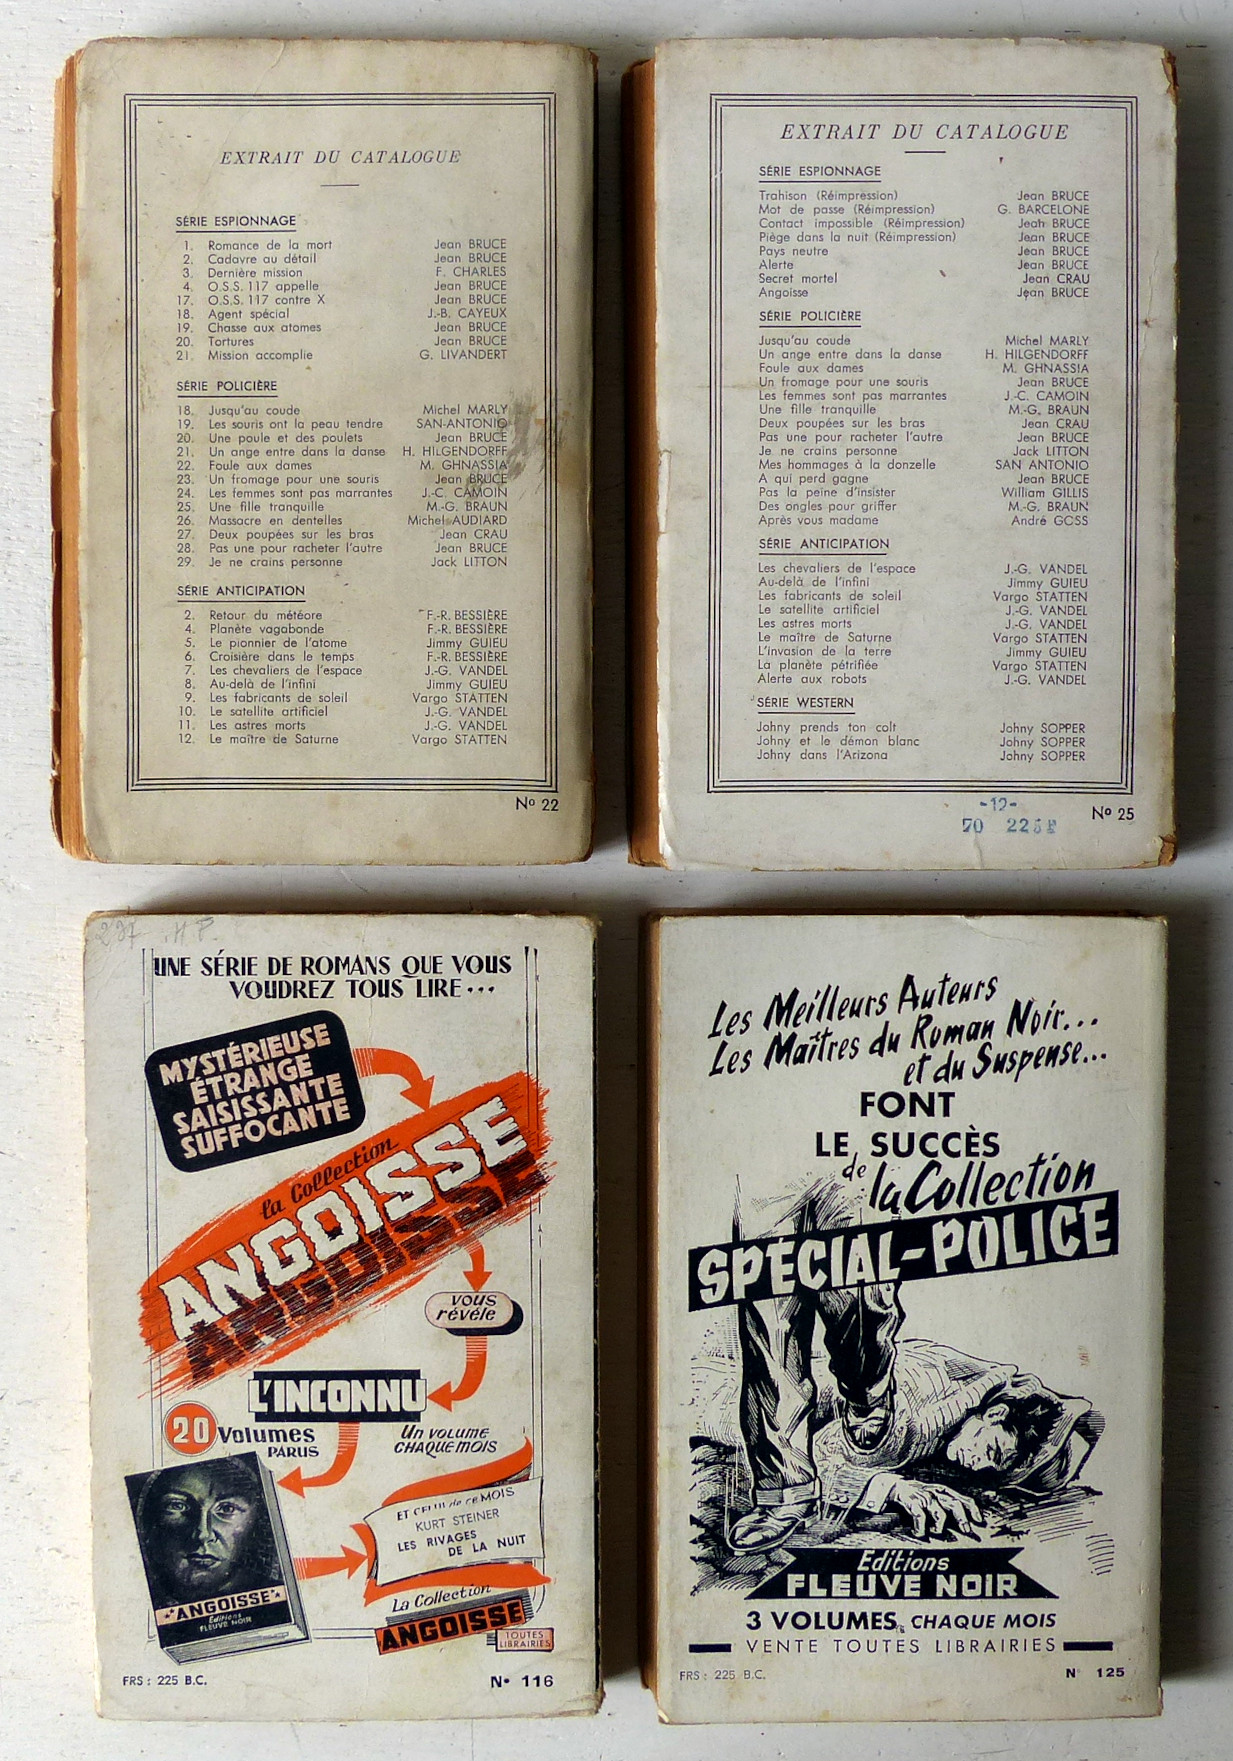 EXTRAIT DU CATALOGUE
SÉRIE ESPIONNAGE
1. Romance de la mort Jean BRUCE
2. Cadavre au détail Jean BRUCE
3. Dernière mission F. CHARLES
4. O.S.S. 117 appelle Jean BRUCE
17. O.S.S. 117 contre X Jean BRUCE
18. Agent spécial J.-B. CAYEUX
19. Chasse aux atomes Jean BRUCE
20. Tortures Jean BRUCE
21. Mission accomplie G. LIVANDERT
SÉRIE POLICIÈRE
18. Jusqu'au coude Michel MARLY
19. Les souris ont la peau tendre SAN-ANTONIO
20. Une poule et des poulets Jean BRUCE
21. Un ange entre dans la danse H. HILGENDORFF
22. Foule aux dames M. GHNASSIA
23. Un fromage pour une souris Jean BRUCE
24. Les femmes sont pas marrantes J.-C. CAMOIN
25. Une fille tranquille M.-G. BRAUN
26. Massacre en dentelles Michel AUDIARD
27. Deux poupées sur les bras Jean CRAU
28. Pas une pour racheter l'autre Jean BRUCE
29. Je ne crains personne Jack LITTON
SÉRIE ANTICIPATION
2. Retour du météore F.-R. BESSIÈRE
4. Planète vagabonde F.-R. BESSIÈRE
5. Le pionnier de l'atome Jimmy GUIEU
6. Croisière dans le temps F.-R. BESSIÈRE
7. Les chevaliers de l'espace J.-G. VANDEL
8. Au-delà de l'infini Jimmy GUIEU
9. Les fabricants de soleil Vargo STATTEN
10. Le satellite artificiel J.-G. VANDEL
11. Les astres morts J.-G. VANDEL
12. Le maître de Saturne Vargo STATTEN
No 22
EXTRAIT DU CATALOGUE
SÉRIE ESPIONNAGE
Trahison (Réimpression) Jean BRUCE
Mot de passe (Réimpression) G. BARCELONE
Contact impossible (Réimpression) Jean BRUCE
Piège dans la nuit (Réimpression) Jean BRUCE
Pays neutre Jean BRUCE
Alerte Jean BRUCE
Secret mortel Jean CRAU
Angoisse Jean BRUCE
SÉRIE POLICIÈRE
Jusqu'au coude Michel MARLY
Un ange entre dans la danse H. HILGENDORFF
Foule aux dames M. GHNASSIA
Un fromage pour une souris Jean BRUCE
Les femmes sont pas marrantes J.-C. CAMOIN
Une fille tranquille M.-G. BRAUN
Deux poupées sur les bras Jean CRAU
Pas une pour racheter l'autre Jean BRUCE
Je ne crains personne Jack LITTON
Mes hommages à la donzelle SAN ANTONIO
A qui perd gagne Jean BRUCE
Pas la peine d'insister William GILLIS
Des ongles pour griffer M.-G. BRAUN
Après vous madame André GOSS
SÉRIE ANTICIPATION
Les chevaliers de l'espace J.-G. VANDEL
Au-delà de l'infini Jimmy GUIEU
Les fabricants de soleil Vargo STATTEN
Le satellite artificiel J.-G. VANDEL
Les astres morts J.-G. VANDEL
Le maître de Saturne Vargo STATTEN
L'invasion de la terre Jimmy GUIEU
La planète pétrifiée Vargo STATTEN
Alerte aux robots J.-G. VANDEL
SÉRIE WESTERN
Johny prends ton colt Johny SOPPER
Johny et le démon blanc Johny SOPPER
Johny dans l'Arizona Johny SOPPER
No 25
-12-
70
UNE SÉRIE DE ROMANS QUE VOUS
VOUDREZ TOUS LIRE...
MYSTÉRIEUSE
ÉTRANGE
SAISISSANTE
SUFFOCANTE
la Collection
ANGOISSE
vous
révéle
L'INCONNU
20 Volumes
PARUS
Un VOLUME
CHAQUE MOIS
ET CELUI de ce MOIS
KURT STEINER
LES RIVAGES
DE LA NUIT
ANGOISSE
Editions
FLEUVE NOIR
La Collection
ANGOISSE
TOUTES
LIBRAIRIES
FRS : 225 B.C.
N• 116
Les Meilleurs Auteurs
Les Maîtres du Roman Noir...
et du Suspense...
FONT
LE SUCCÈS
de la Collection
SPÉCIAL-POLICE
Editions
FLEUVE NOIR
3 VOLUMES CHAQUE MOIS
VENTE TOUTES LIBRAIRIES
FRS : 225 B.C.
N° 125